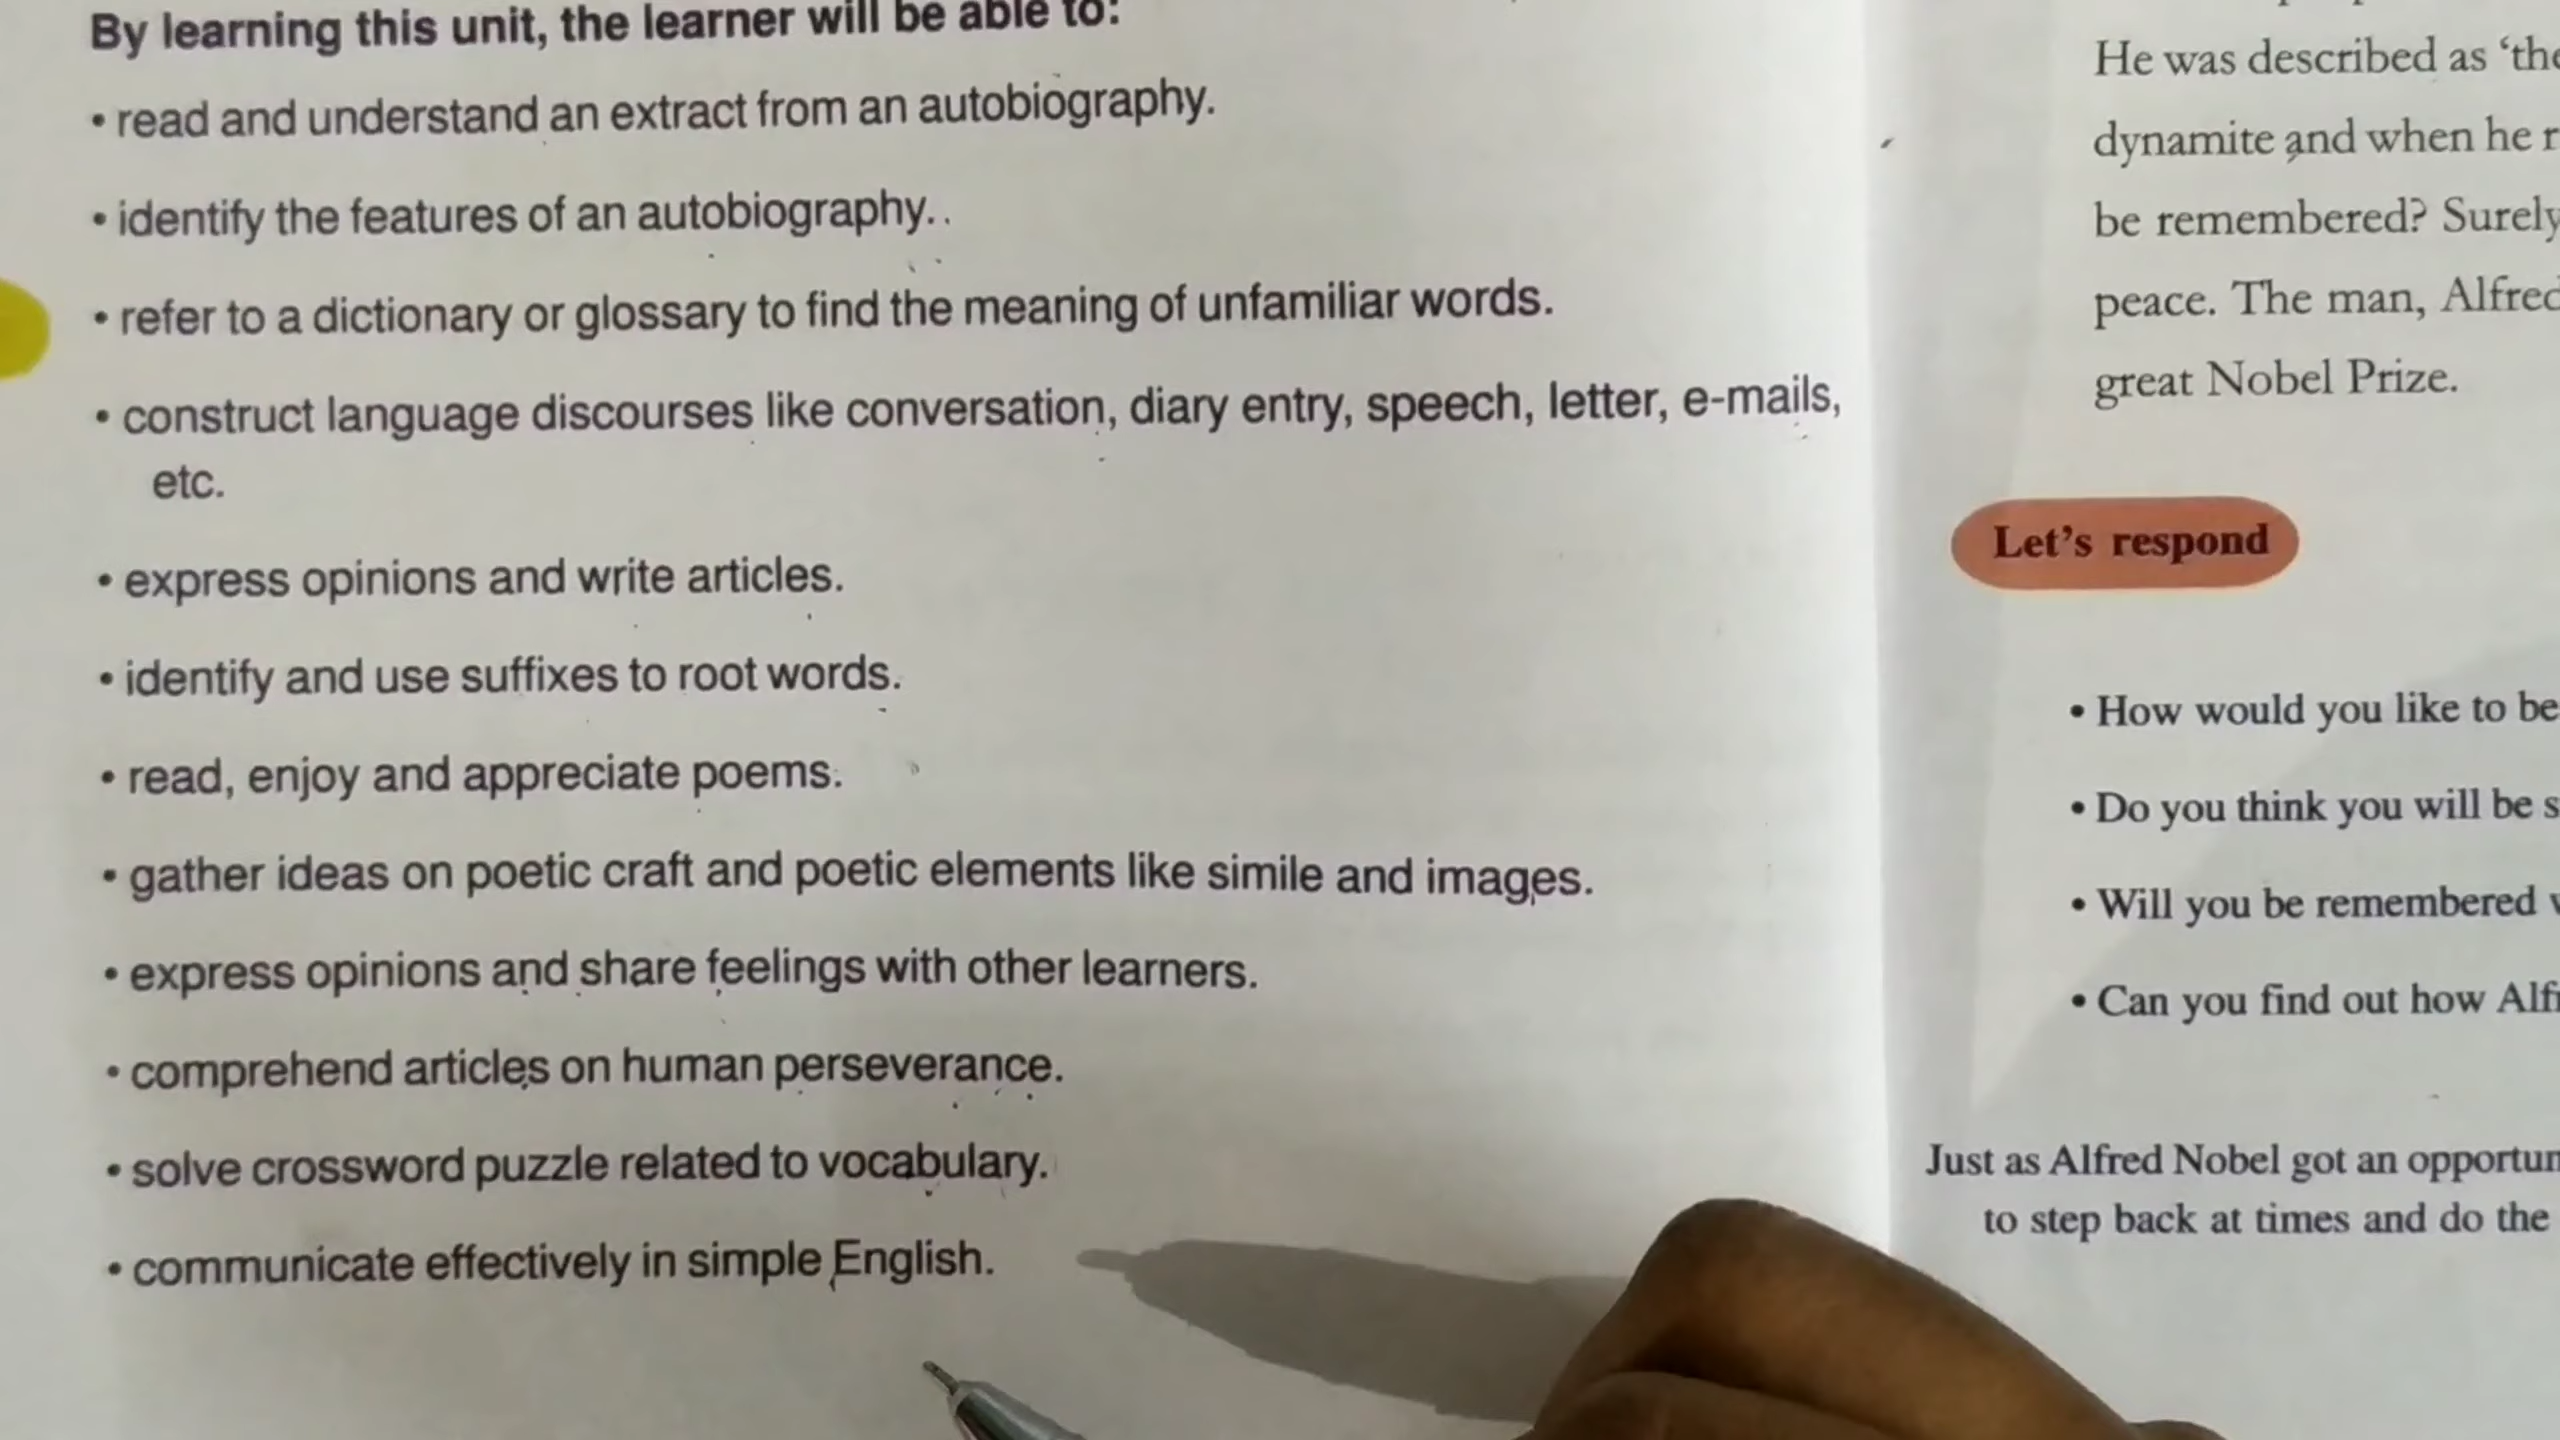 By learning this unit, the learner will be able to:
• read and understand an extract from an autobiography.
• identify the features of an autobiography..
• refer to a dictionary or glossary to find the meaning of unfamiliar words.
• construct language discourses like conversation, diary entry, speech, letter, e-mails,
etc.
• express opinions and write articles.
• identify and use suffixes to root words.
• read, enjoy and appreciate poems.
• gather ideas on poetic craft and poetic elements like simile and images.
• express opinions and share feelings with other learners.
• comprehend articles on human perseverance.
• solve crossword puzzle related to vocabulary.
• communicate effectively in simple English.
He was described as ‘the
dynamite and when he
be remembered? Surely
peace. The man, Alfred
great Nobel Prize.
Let’s respond
• How would you like to be
• Do you think you will be
• Will you be remembered
• Can you find out how
Just as Alfred Nobel got an
to step back at times and do the